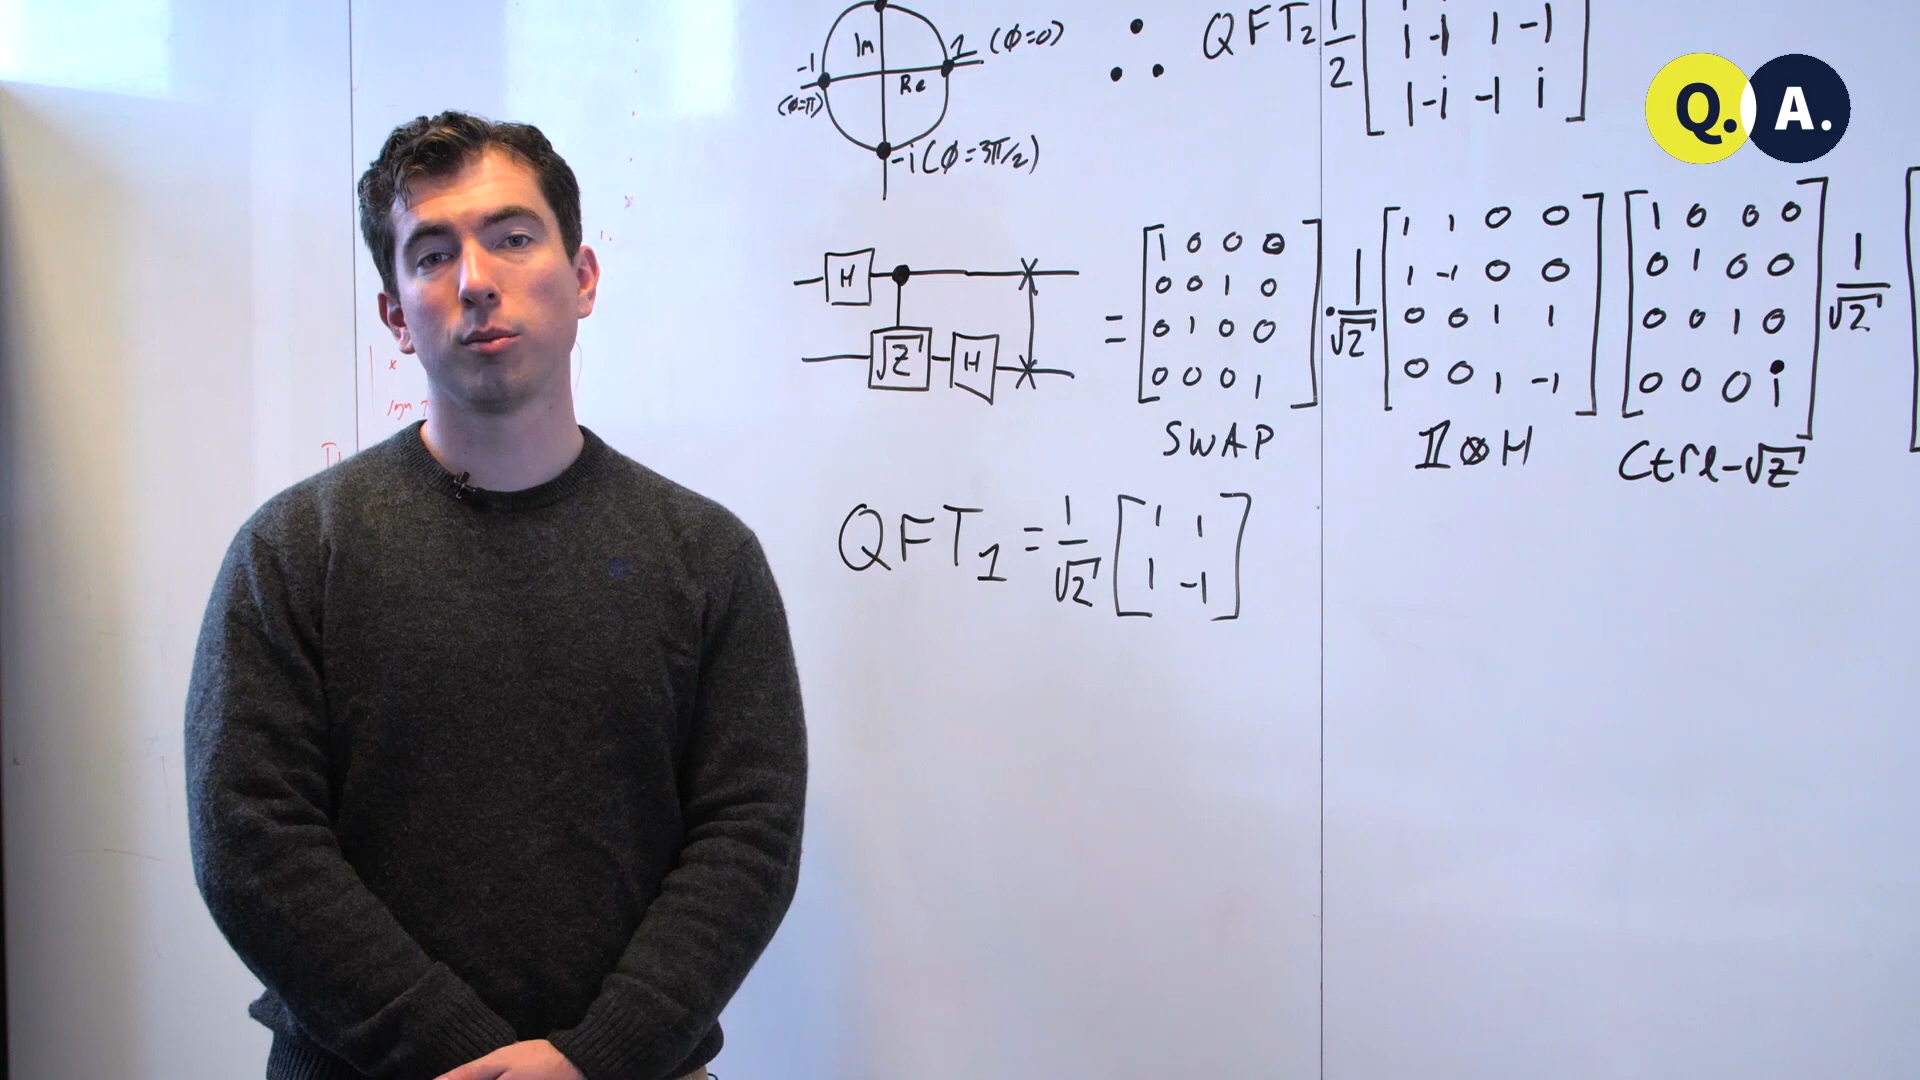 Im
-1
1 (ϕ=0)
(ϕ=π)
Re
-i (ϕ=3π/2)
∴ QFT₂ 1/2
1 -1 1 -1
1 -i -1 i
Q. A.
H
√Z
H
=
1 0 0 0
0 0 1 0
0 1 0 0
0 0 0 1
SWAP
· 1/√2
1 1 0 0
1 -1 0 0
0 0 1 1
0 0 1 -1
𝟙⊗H
1 0 0 0
0 1 0 0
0 0 1 0
0 0 0 i
Ctrl-√Z
1/√2
QFT₁ = 1/√2
1 1
1 -1